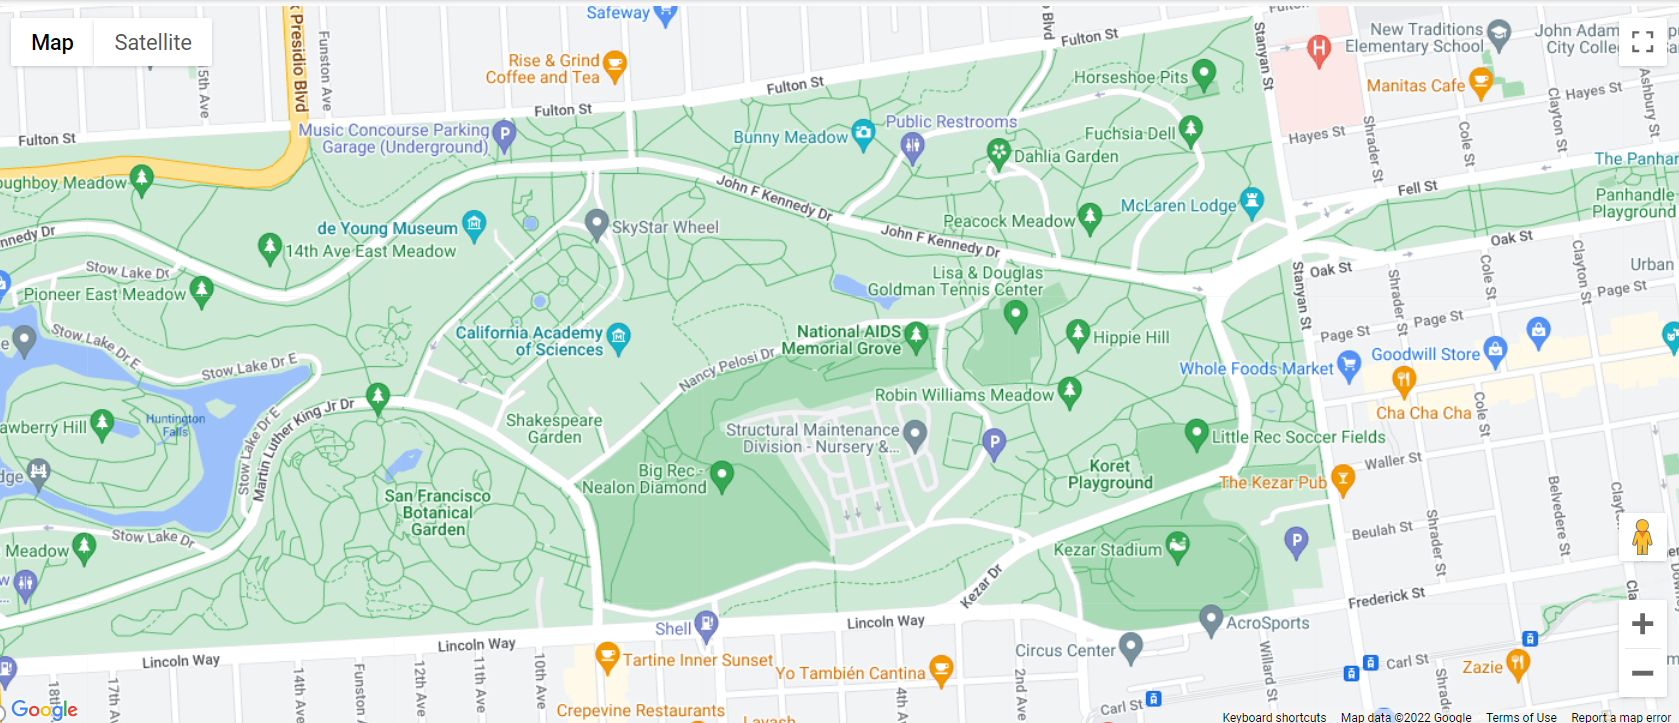 Map
Satellite
k Presidio Blvd
Funston Ave
15th Ave
Safeway
Rise & Grind
Coffee and Tea
Fulton St
Fulton St
Fulton St
Fulton St
Blvd
Stanyan St
Horseshoe Pits
New Traditions
Elementary School
John Adam
City Colle
Manitas Cafe
Hayes St
Hayes St
Ashbury St
Clayton St
Cole St
Shrader St
Music Concourse Parking
Garage (Underground)
Bunny Meadow
Public Restrooms
Fuchsia Dell
Dahlia Garden
oughboy Meadow
John F Kennedy Dr
The Panhan
Fell St
Panhandle
Playground
McLaren Lodge
Peacock Meadow
de Young Museum
SkyStar Wheel
nnedy Dr
14th Ave East Meadow
John F Kennedy Dr
Oak St
Oak St
Stow Lake Dr
Pioneer East Meadow
Lisa & Douglas
Goldman Tennis Center
Stanyan St
Shrader St
Cole St
Clayton St
Urban
Page St
Page St
Page St
Stow Lake Dr E
California Academy
of Sciences
National AIDS
Memorial Grove
Hippie Hill
Nancy Pelosi Dr
Goodwill Store
Whole Foods Market
Stow Lake Dr E
Robin Williams Meadow
Cha Cha Cha
Cole St
awberry Hill
Huntington
Falls
Stow Lake Dr E
Martin Luther King Jr Dr
Shakespeare
Garden
Structural Maintenance
Division - Nursery &...
Little Rec Soccer Fields
Big Rec -
Nealon Diamond
Koret
Playground
Waller St
The Kezar Pub
dge
San Francisco
Botanical
Garden
Belvedere St
Clayton
Beulah St
Shrader St
Stow Lake Dr
Meadow
Kezar Stadium
Kezar Dr
Frederick St
Shell
Lincoln Way
Lincoln Way
Lincoln Way
AcroSports
Circus Center
Tartine Inner Sunset
Yo También Cantina
Carl St
Zazie
18th Ave
17th Ave
14th Ave
Funston A
12th Ave
11th Ave
10th Ave
4th Ave
2nd Ave
Willard St
Carl St
Crepevine Restaurants
Lavash
Google
Keyboard shortcuts
Map data ©2022 Google
Terms of Use
Report a map error